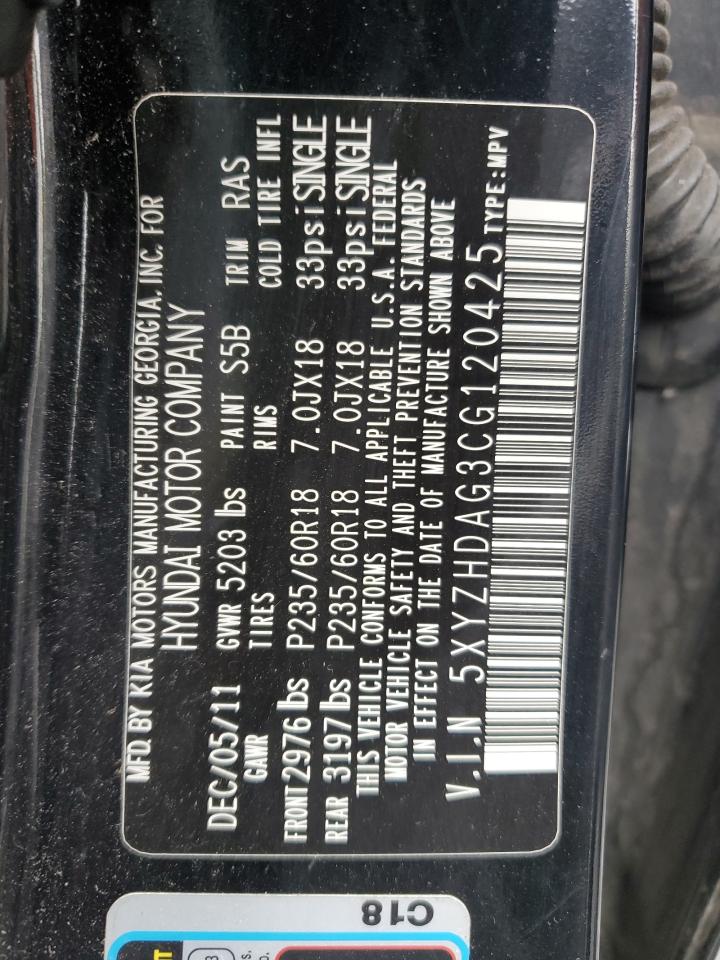 MFD. BY KIA MOTORS MANUFACTURING GEORGIA, INC. FOR
HYUNDAI MOTOR COMPANY
DEC/05/11 GVWR 5203 lbs PAINT S5B TRIM RAS
GAWR TIRES RIMS COLD TIRE INFL
FRONT 2976 lbs P235/60R18 7.0JX18 33psi SINGLE
REAR 3197 lbs P235/60R18 7.0JX18 33psi SINGLE
THIS VEHICLE CONFORMS TO ALL APPLICABLE U.S.A. FEDERAL
MOTOR VEHICLE SAFETY AND THEFT PREVENTION STANDARDS
IN EFFECT ON THE DATE OF MANUFACTURE SHOWN ABOVE
V.I.N 5XYZHDAG3CG120425 TYPE:MPV
C18